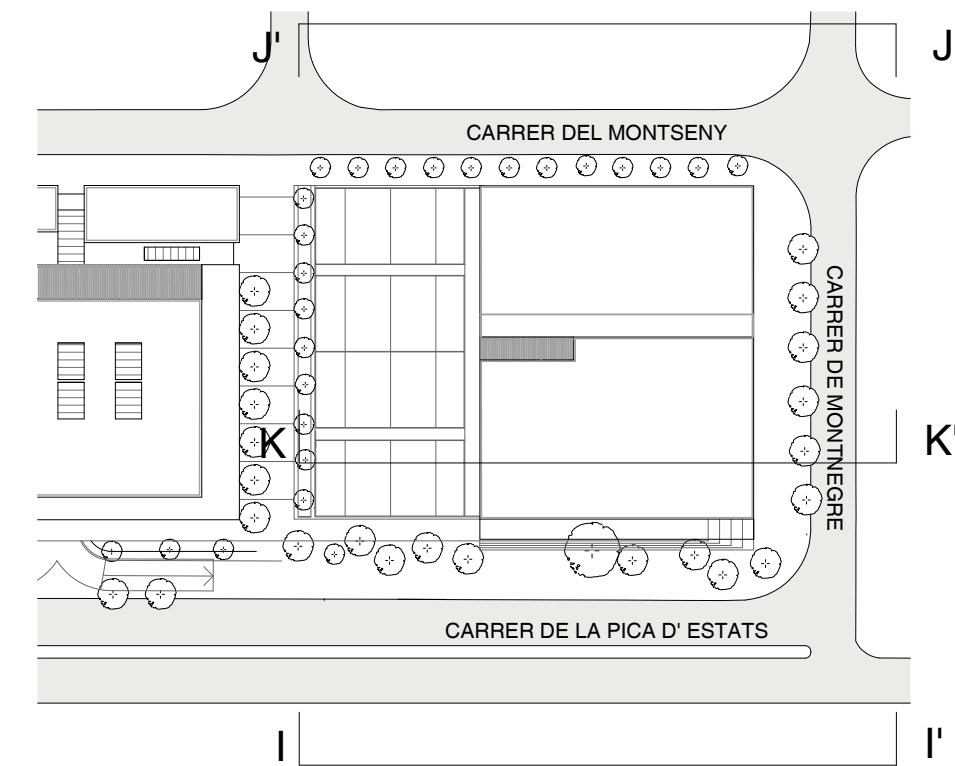 J' J
CARRER DEL MONTSENY
CARRER DE MONTNEGRE
K K'
CARRER DE LA PICA D' ESTATS
I I'